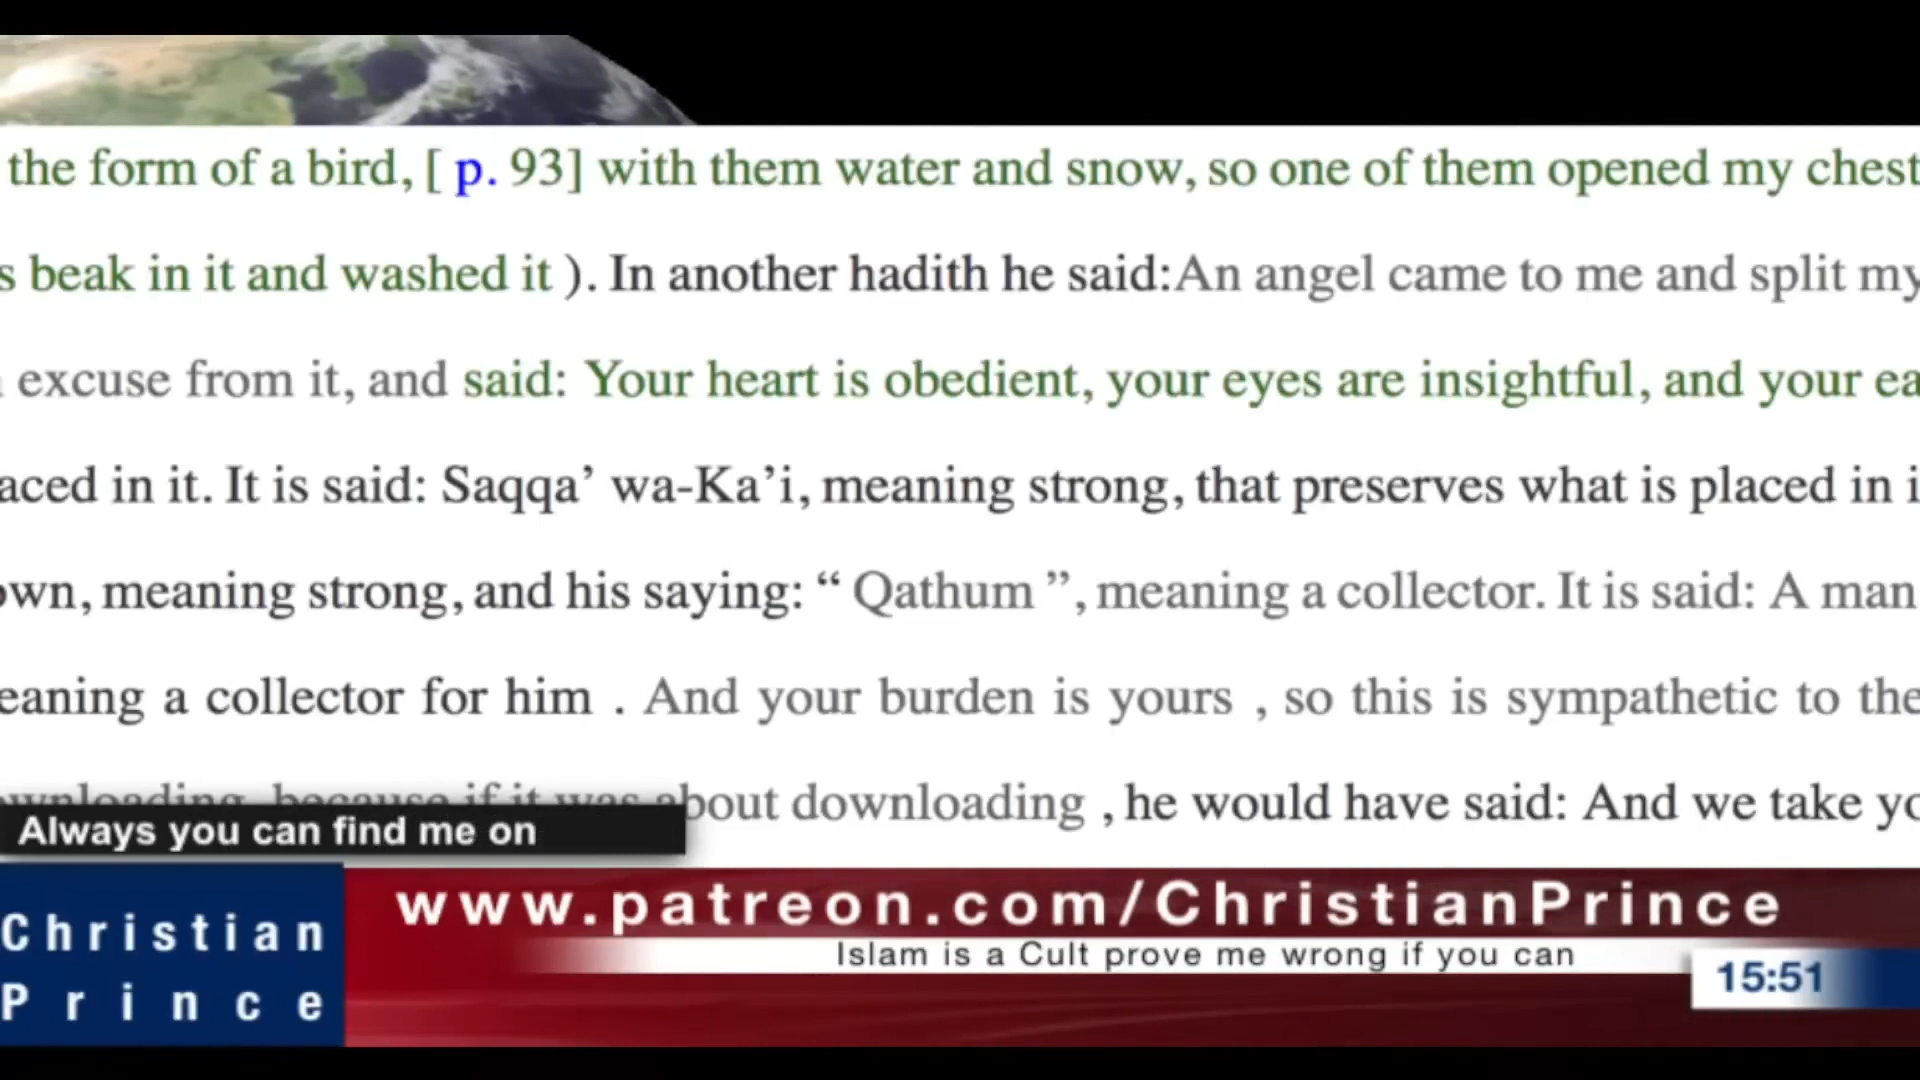 the form of a bird, [ p. 93] with them water and snow, so one of them opened my chest
beak in it and washed it ). In another hadith he said:An angel came to me and split my
excuse from it, and said: Your heart is obedient, your eyes are insightful, and your ea
aced in it. It is said: Saqqa’ wa-Ka’i, meaning strong, that preserves what is placed in i
own, meaning strong, and his saying: “ Qathum ”, meaning a collector. It is said: A man
eaning a collector for him . And your burden is yours , so this is sympathetic to the
wnloading, because if it was about downloading , he would have said: And we take yo
Always you can find me on
Christian
Prince
www.patreon.com/ChristianPrince
Islam is a Cult prove me wrong if you can
15:51